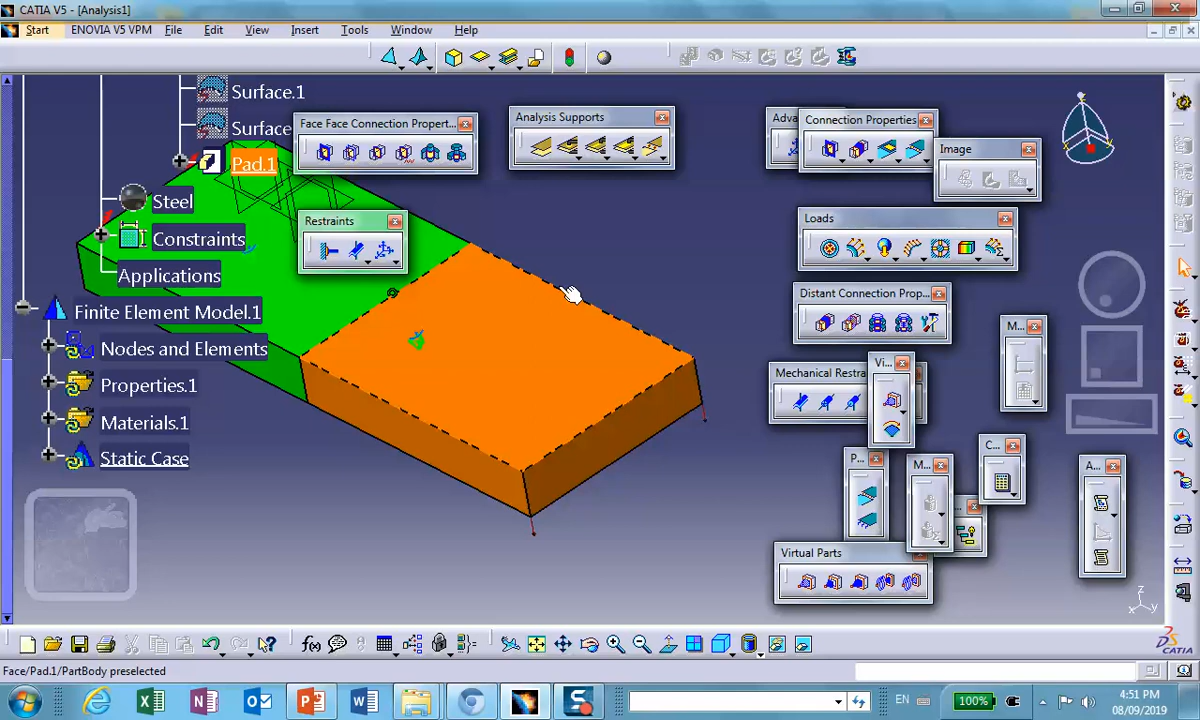 CATIA V5 - [Analysis1]
Start ENOVIA V5 VPM File Edit View Insert Tools Window Help
Surface.1
Surface
Pad.1
Steel
Constraints
Applications
Finite Element Model.1
Nodes and Elements
Properties.1
Materials.1
Static Case
Face Face Connection Propert...
Analysis Supports
Adva
Connection Properties
Image
Restraints
Loads
Distant Connection Prop...
M...
Mechanical Restra
Vi...
C...
P...
M...
A...
Virtual Parts
f(x)
Face/Pad.1/PartBody preselected
DASSAULT SYSTEMES
CATIA
EN
100%
4:51 PM
08/09/2019